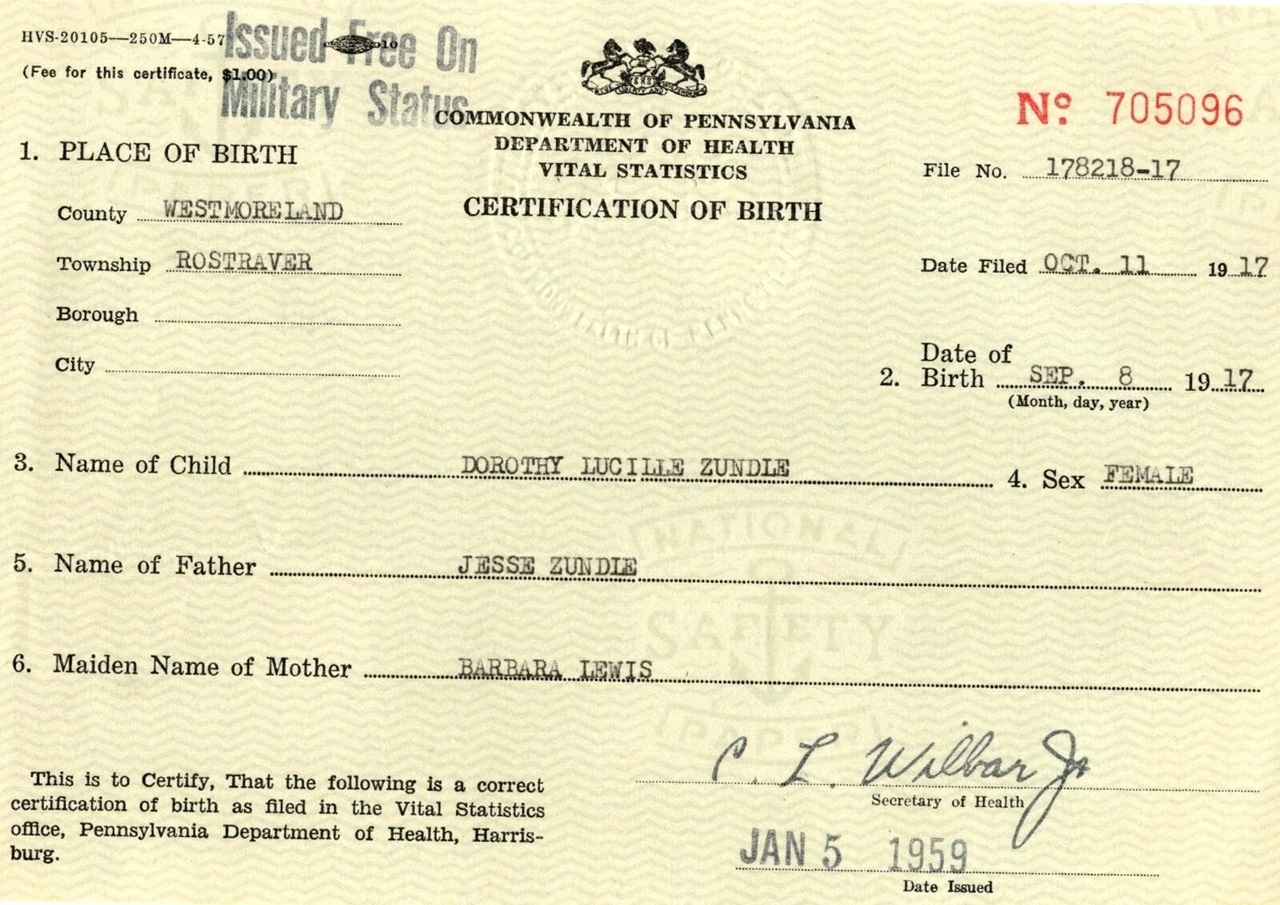 HVS-20105—250M—4-57 10
(Fee for this certificate, $1.00)
Issued Free On
Military Status
COMMONWEALTH OF PENNSYLVANIA
DEPARTMENT OF HEALTH
VITAL STATISTICS
CERTIFICATION OF BIRTH
Nº 705096
File No. 178218-17
Date Filed OCT. 11 1917
1. PLACE OF BIRTH
County WESTMORELAND
Township ROSTRAVER
Borough
City
2. Date of
Birth SEP. 8 1917
(Month, day, year)
3. Name of Child DOROTHY LUCILLE ZUNDLE
4. Sex FEMALE
5. Name of Father JESSE ZUNDLE
6. Maiden Name of Mother BARBARA LEWIS
NATIONAL
SAFETY
PAPER
This is to Certify, That the following is a correct
certification of birth as filed in the Vital Statistics
office, Pennsylvania Department of Health, Harris-
burg.
C. L. Wilbar Jr
Secretary of Health
JAN 5 1959
Date Issued